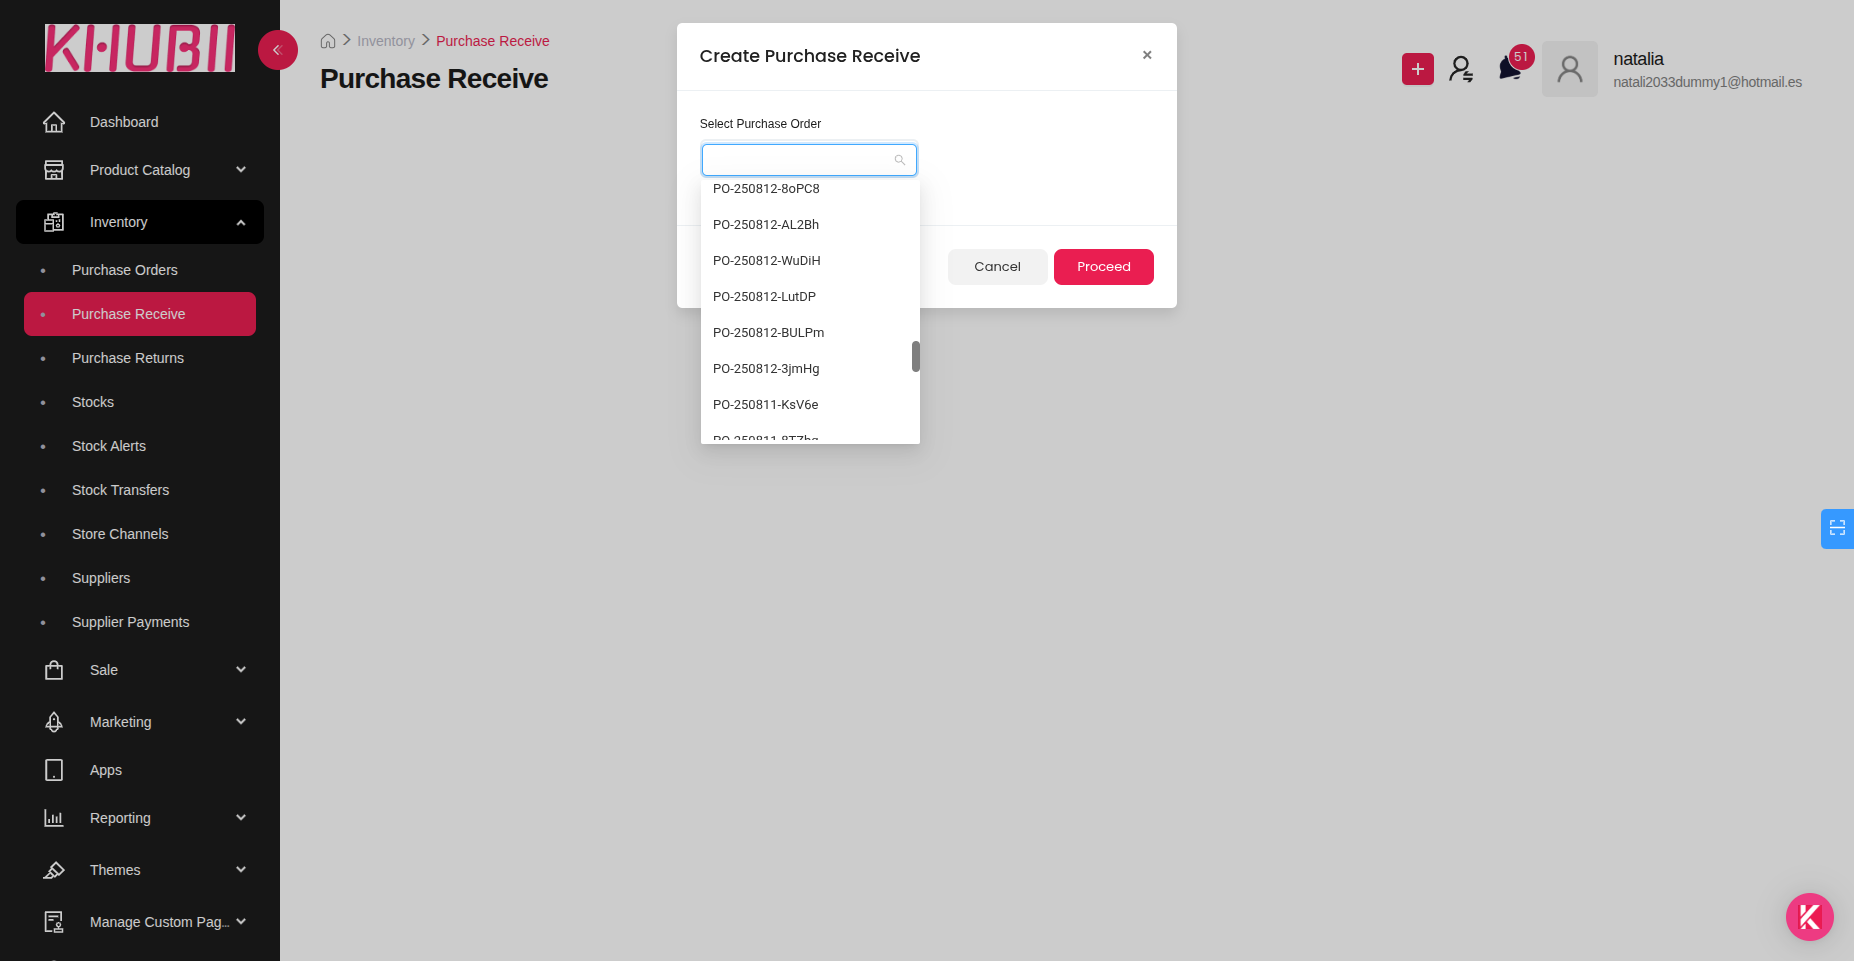 KHUBII
Dashboard
Product Catalog
Inventory
Purchase Orders
Purchase Receive
Purchase Returns
Stocks
Stock Alerts
Stock Transfers
Store Channels
Suppliers
Supplier Payments
Sale
Marketing
Apps
Reporting
Themes
Manage Custom Pag...
Inventory
Purchase Receive
Purchase Receive
Create Purchase Receive
×
Select Purchase Order
PO-250812-8oPC8
PO-250812-AL2Bh
PO-250812-WuDiH
PO-250812-LutDP
PO-250812-BULPm
PO-250812-3jmHg
PO-250811-KsV6e
Cancel
Proceed
51
natalia
natali2033dummy1@hotmail.es